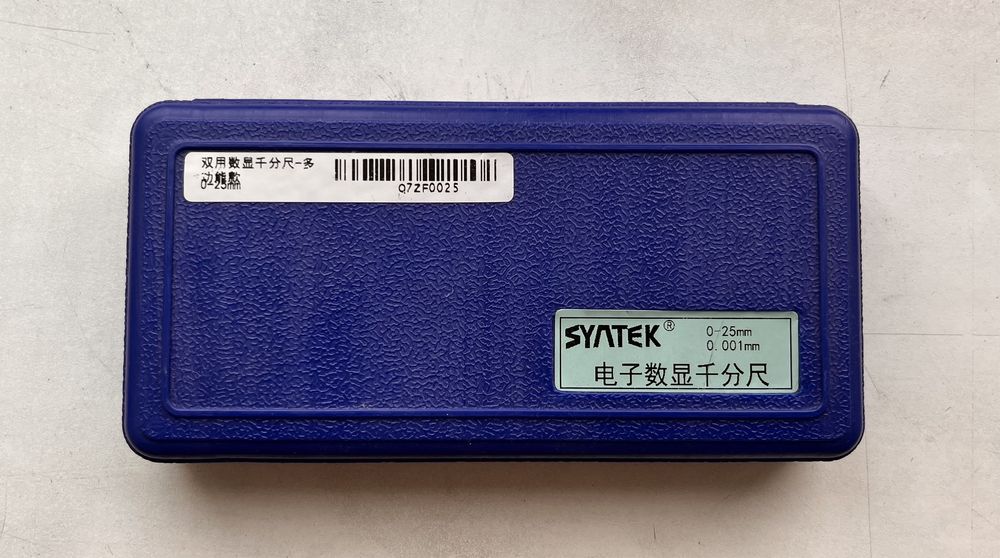 双用数显千分尺-多
功能款
0-25mm
Q7ZF0025
SYNTEK®
0-25mm
0.001mm
电子数显千分尺